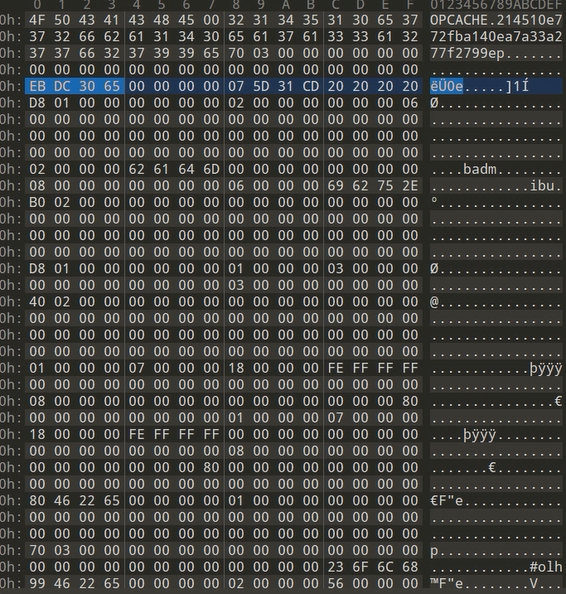 0 1 2 3 4 5 6 7 8 9 A B C D E F 0123456789ABCDEF
0h: 4F 50 43 41 43 48 45 00 32 31 34 35 31 30 65 37 OPCACHE.214510e7
0h: 37 32 66 62 61 31 34 30 65 61 37 61 33 33 61 32 72fba140ea7a33a2
0h: 37 37 66 32 37 39 39 65 70 03 00 00 00 00 00 00 77f2799ep.......
0h: 00 00 00 00 00 00 00 00 00 00 00 00 00 00 00 00 ................
0h: EB DC 30 65 00 00 00 00 07 5D 31 CD 20 20 20 20 ëÜ0e.....]1Í
0h: D8 01 00 00 00 00 00 00 02 00 00 00 00 00 00 06 Ø...............
0h: 00 00 00 00 00 00 00 00 00 00 00 00 00 00 00 00 ................
0h: 00 00 00 00 00 00 00 00 00 00 00 00 00 00 00 00 ................
0h: 00 00 00 00 00 00 00 00 00 00 00 00 00 00 00 00 ................
0h: 02 00 00 00 62 61 64 6D 00 00 00 00 00 00 00 00 ....badm........
0h: 08 00 00 00 00 00 00 00 06 00 00 00 69 62 75 2E ............ibu.
0h: B0 02 00 00 00 00 00 00 00 00 00 00 00 00 00 00 °...............
0h: 00 00 00 00 00 00 00 00 00 00 00 00 00 00 00 00 ................
0h: 00 00 00 00 00 00 00 00 00 00 00 00 00 00 00 00 ................
0h: 00 00 00 00 00 00 00 00 00 00 00 00 00 00 00 00 ................
0h: D8 01 00 00 00 00 00 00 01 00 00 00 03 00 00 00 Ø...............
0h: 00 00 00 00 00 00 00 00 03 00 00 00 00 00 00 00 ................
0h: 40 02 00 00 00 00 00 00 00 00 00 00 00 00 00 00 @...............
0h: 00 00 00 00 00 00 00 00 00 00 00 00 00 00 00 00 ................
0h: 00 00 00 00 00 00 00 00 00 00 00 00 00 00 00 00 ................
0h: 00 00 00 00 00 00 00 00 00 00 00 00 00 00 00 00 ................
0h: 01 00 00 00 07 00 00 00 18 00 00 00 FE FF FF FF ............þÿÿÿ
0h: 00 00 00 00 00 00 00 00 00 00 00 00 00 00 00 00 ................
0h: 08 00 00 00 00 00 00 00 00 00 00 00 00 00 00 80 ...............€
0h: 00 00 00 00 00 00 00 00 01 00 00 00 07 00 00 00 ................
0h: 18 00 00 00 FE FF FF FF 00 00 00 00 00 00 00 00 ....þÿÿÿ........
0h: 00 00 00 00 00 00 00 00 08 00 00 00 00 00 00 00 ................
0h: 00 00 00 00 00 00 00 80 00 00 00 00 00 00 00 00 .......€........
0h: 00 00 00 00 00 00 00 00 00 00 00 00 00 00 00 00 ................
0h: 80 46 22 65 00 00 00 00 01 00 00 00 00 00 00 00 €F"e............
0h: 00 00 00 00 00 00 00 00 00 00 00 00 00 00 00 00 ................
0h: 00 00 00 00 00 00 00 00 00 00 00 00 00 00 00 00 ................
0h: 70 03 00 00 00 00 00 00 00 00 00 00 00 00 00 00 p...............
0h: 00 00 00 00 00 00 00 00 00 00 00 00 23 6F 6C 68 ............#olh
0h: 99 46 22 65 00 00 00 00 02 00 00 00 56 00 00 00 ™F"e........V...